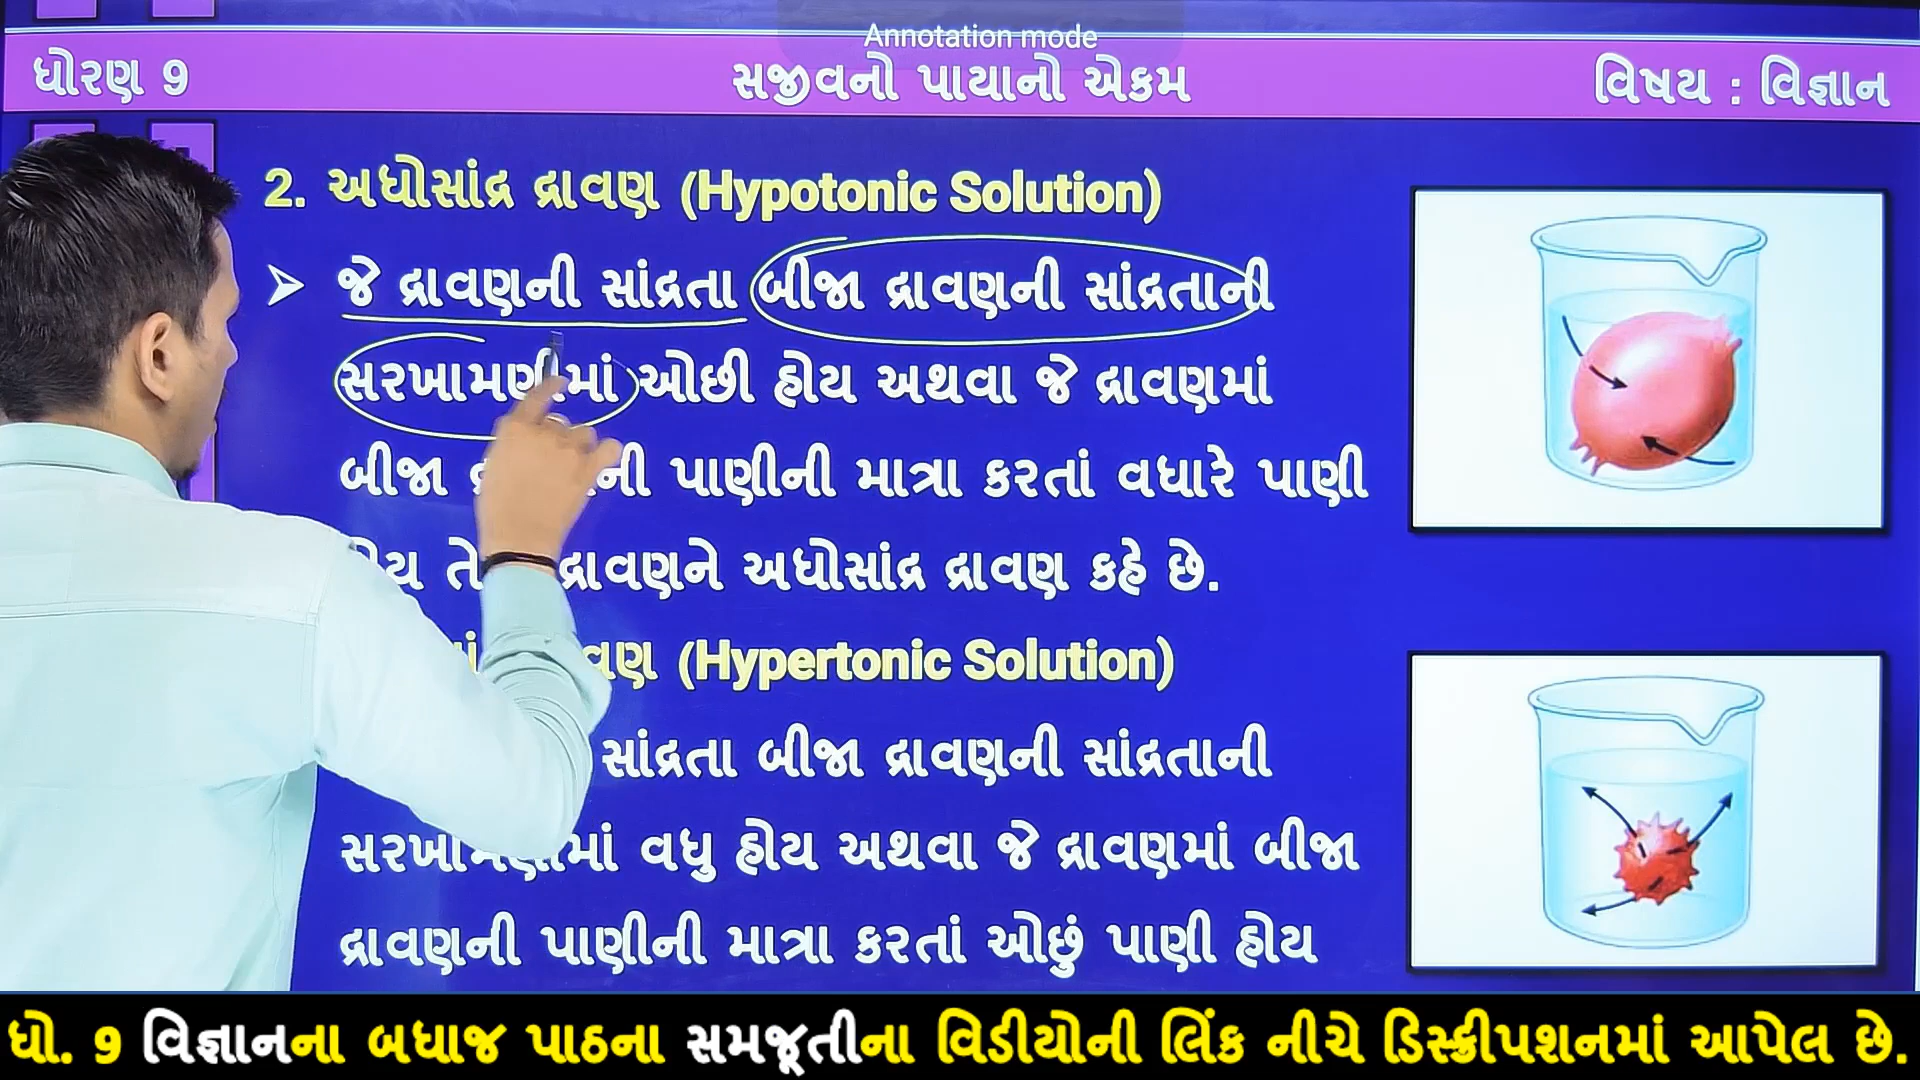 Annotation mode
ધોરણ 9
સજીવનો પાયાનો એકમ
વિષય : વિજ્ઞાન
2. અધોસાંદ્ર દ્રાવણ (Hypotonic Solution)
➢ જે દ્રાવણની સાંદ્રતા બીજા દ્રાવણની સાંદ્રતાની
સરખામણીમાં ઓછી હોય અથવા જે દ્રાવણમાં
બીજા ની પાણીની માત્રા કરતાં વધારે પાણી
દ્રાવણને અધોસાંદ્ર દ્રાવણ કહે છે.
(Hypertonic Solution)
સાંદ્રતા બીજા દ્રાવણની સાંદ્રતાની
સરખામણીમાં વધુ હોય અથવા જે દ્રાવણમાં બીજા
દ્રાવણની પાણીની માત્રા કરતાં ઓછું પાણી હોય
ધો. 9 વિજ્ઞાનના બધાજ પાઠના સમજૂતીના વિડીયોની લિંક નીચે ડિસ્ક્રીપશનમાં આપેલ છે.